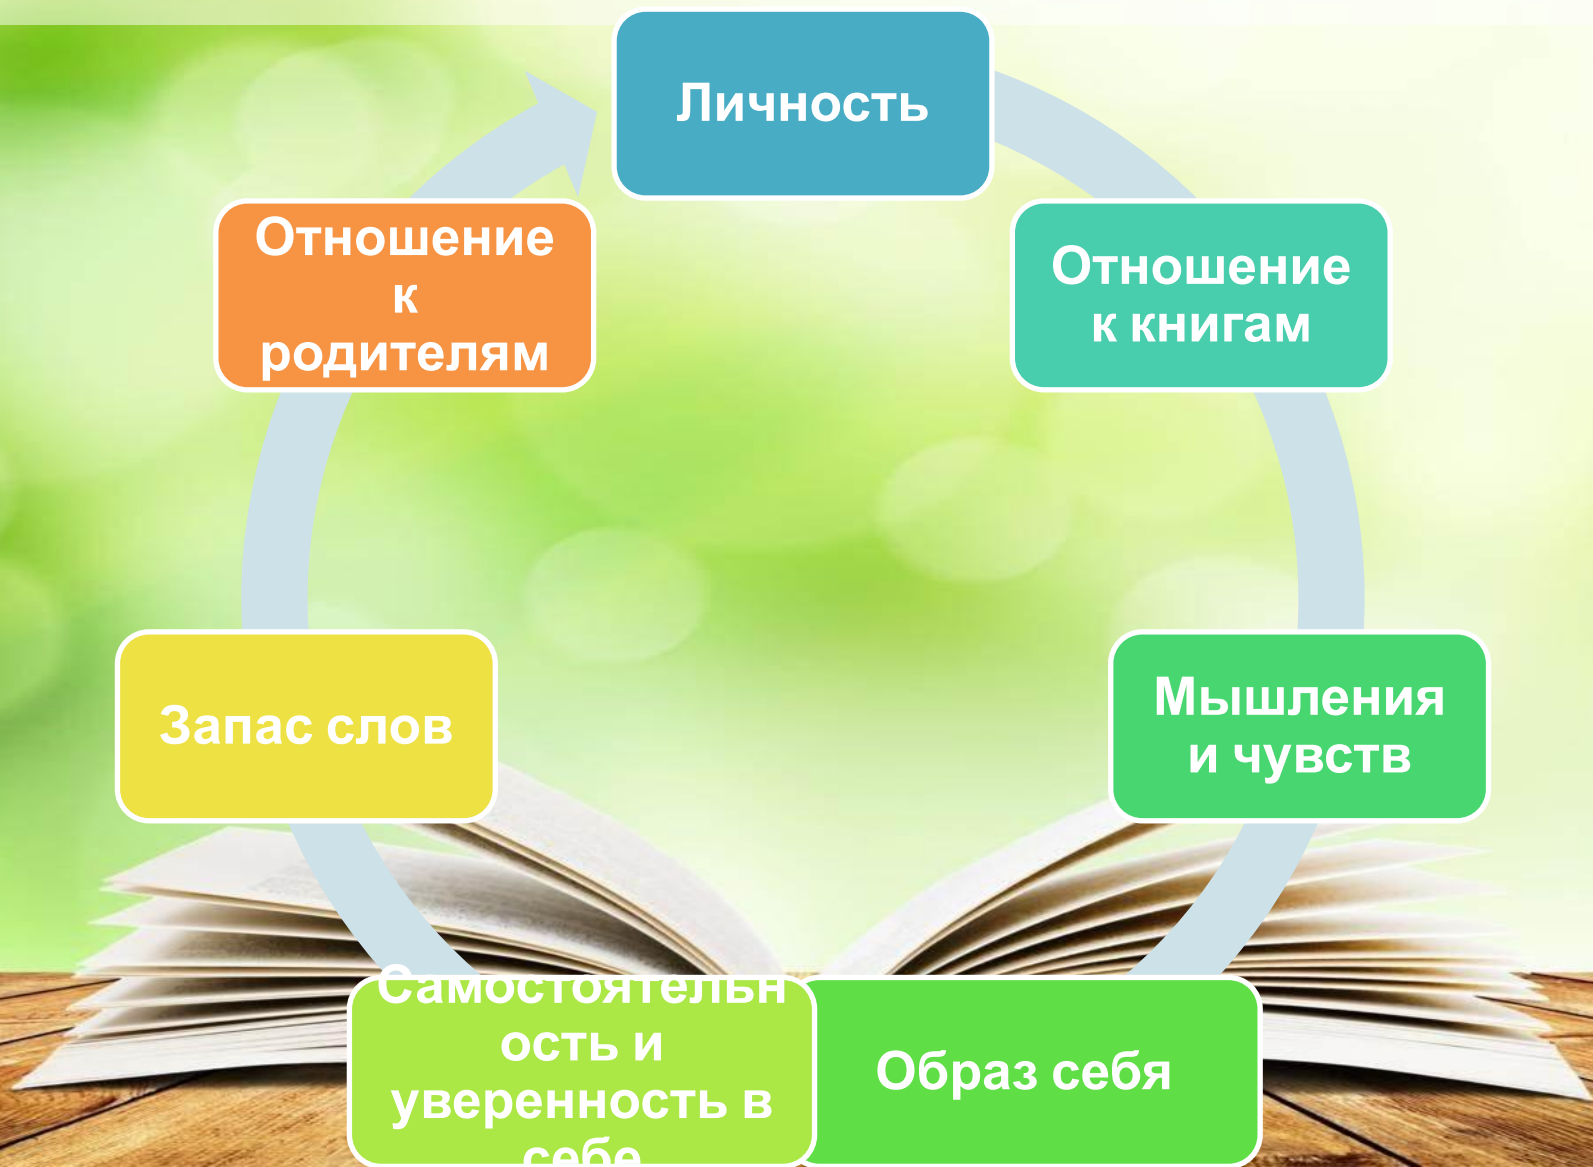 Личность
Отношение
к книгам
Мышления
и чувств
Образ себя
Самостоятельн
ость и
уверенность в
себе
Запас слов
Отношение
к
родителям